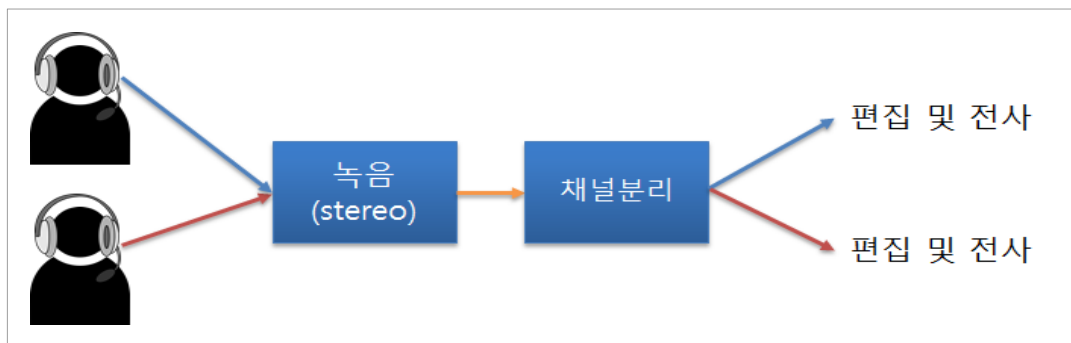 편집 및 전사
녹음
(stereo)
채널분리
편집 및 전사